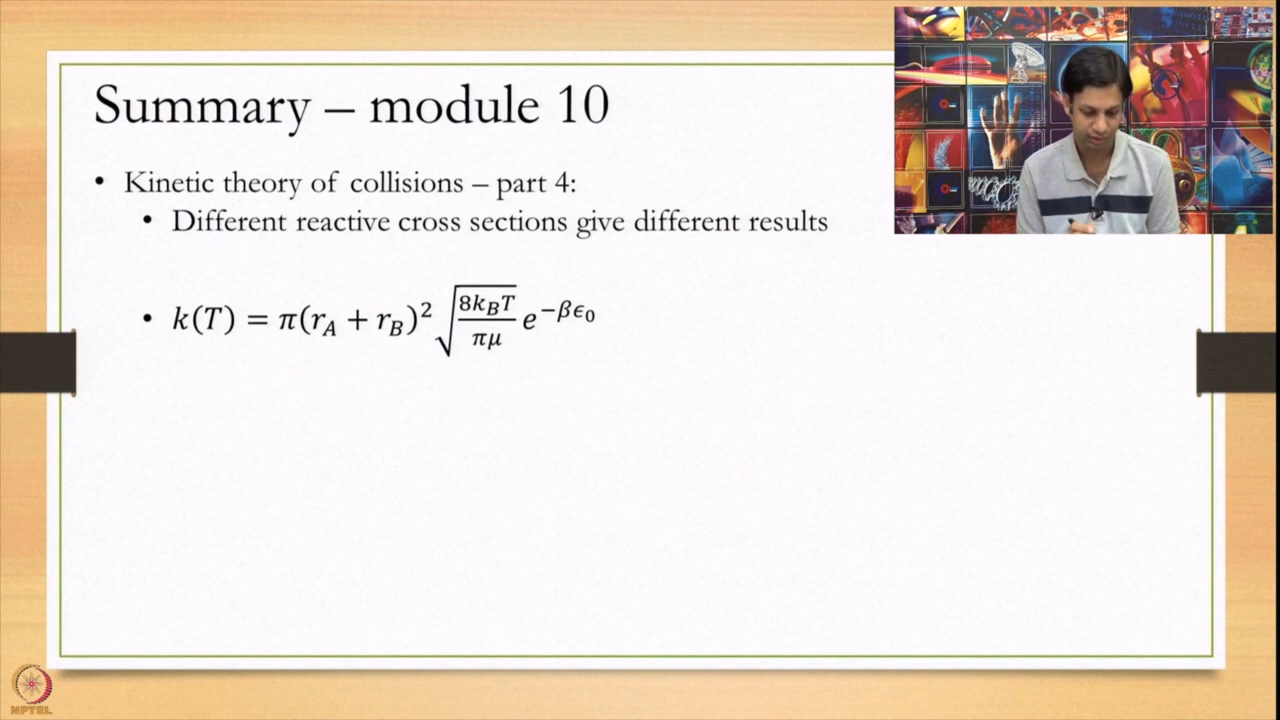 Summary – module 10
• Kinetic theory of collisions – part 4:
• Different reactive cross sections give different results
• k(T) = π(r_A + r_B)² √(8k_BT/πμ) e^{−βϵ₀}
NPTEL